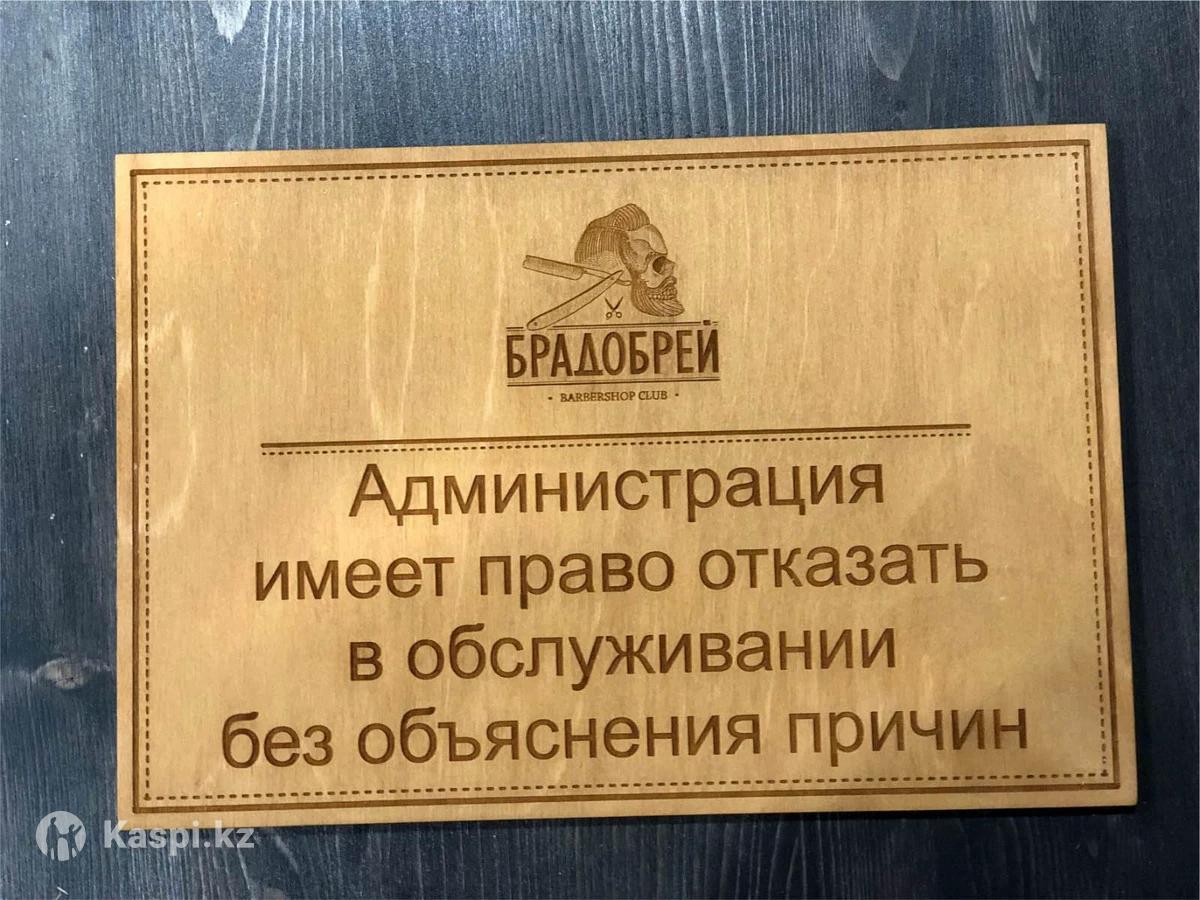 БРАДОБРЕЙ
- BARBERSHOP CLUB -
Администрация
имеет право отказать
в обслуживании
без объяснения причин
Kaspi.kz